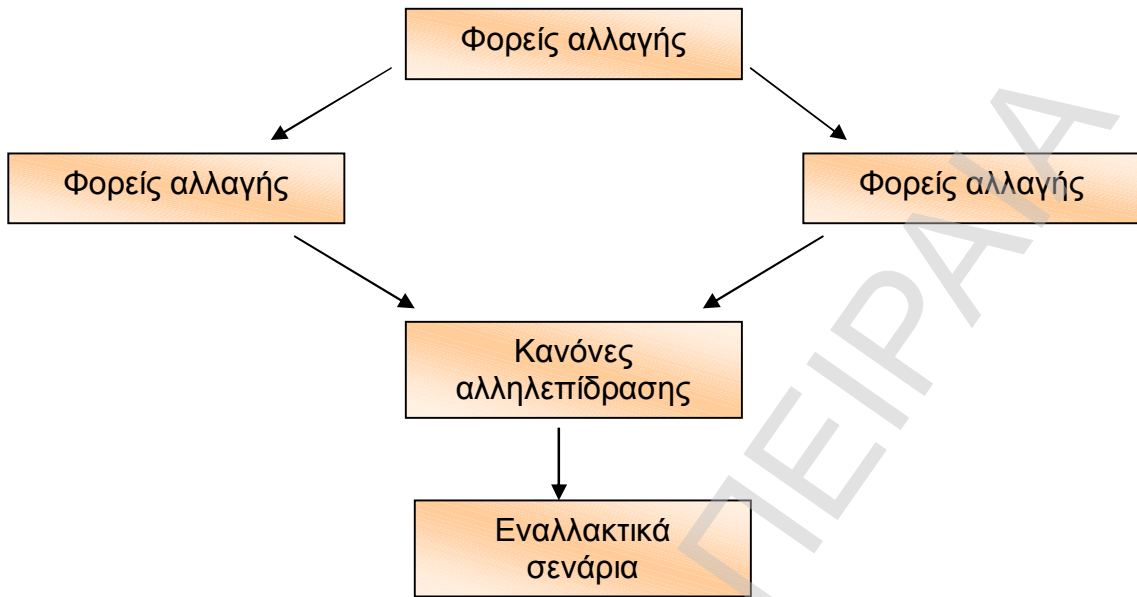 Φορείς αλλαγής
Φορείς αλλαγής
Φορείς αλλαγής
Κανόνες
αλληλεπίδρασης
Εναλλακτικά
σενάρια
ΠΕΙΡΑΙΑ